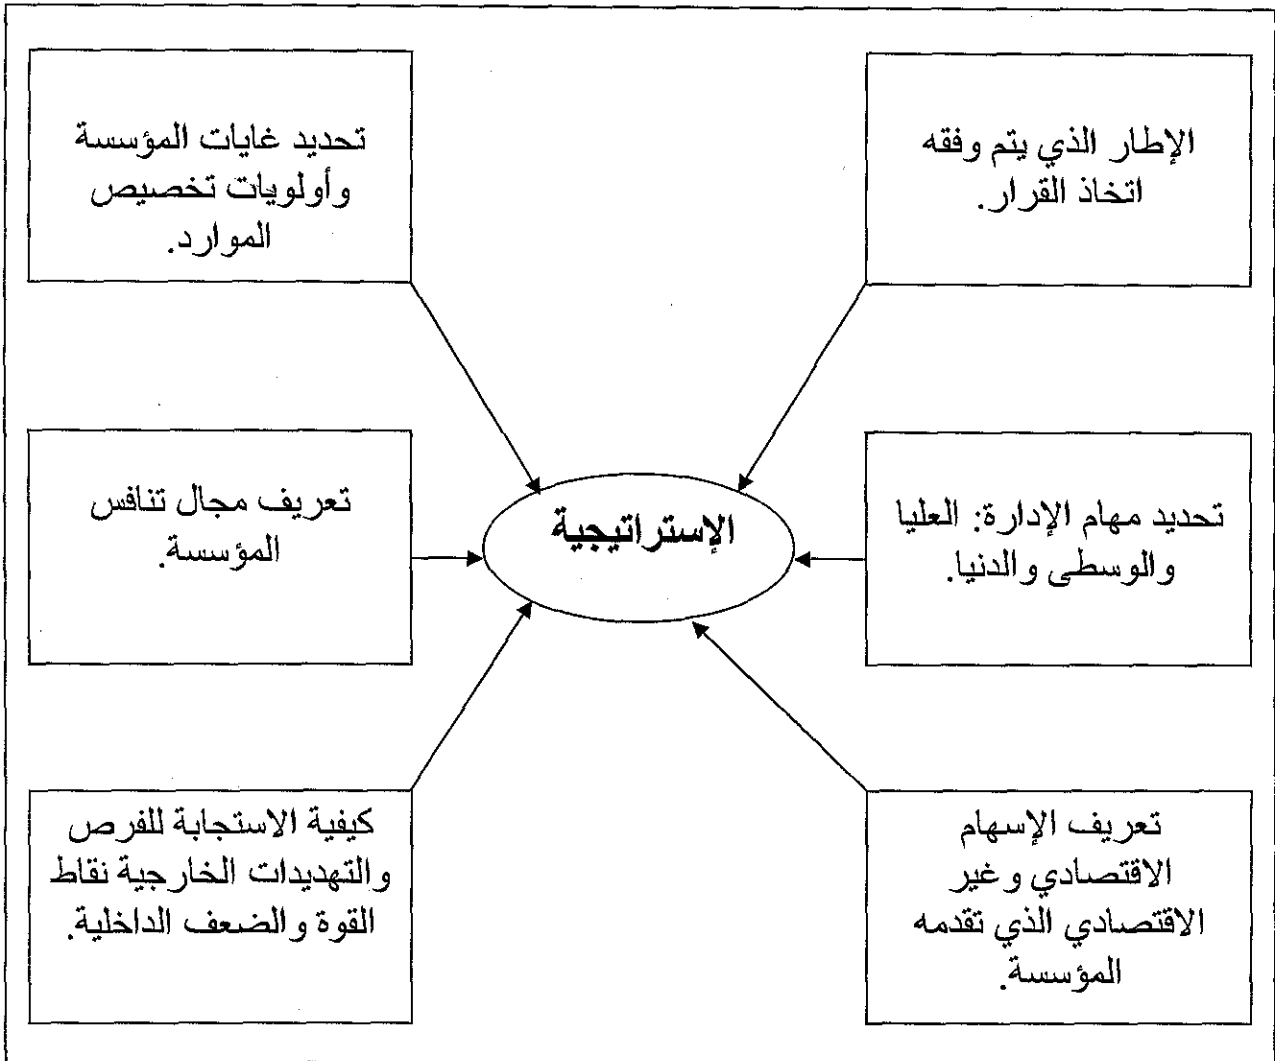 الإطار الذي يتم وفقه
اتخاذ القرار.
تحديد غايات المؤسسة
وأولويات تخصيص
الموارد.
تحديد مهام الإدارة: العليا
والوسطى والدنيا.
الإستراتيجية
تعريف مجال تنافس
المؤسسة.
تعريف الإسهام
الاقتصادي وغير
الاقتصادي الذي تقدمه
المؤسسة.
كيفية الاستجابة للفرص
والتهديدات الخارجية نقاط
القوة والضعف الداخلية.